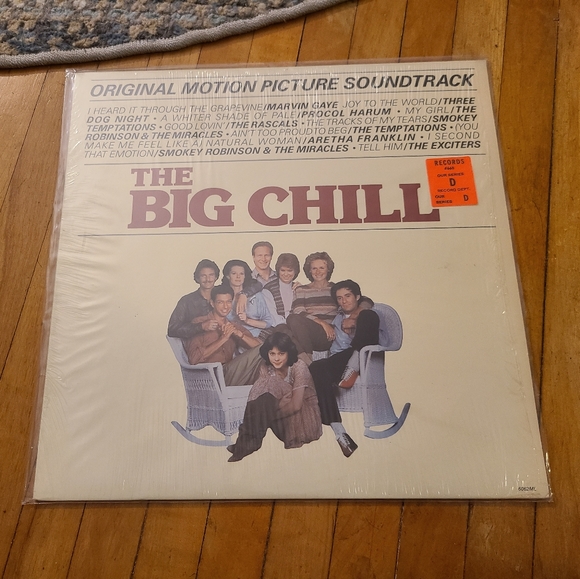 ORIGINAL MOTION PICTURE SOUNDTRACK
I HEARD IT THROUGH THE GRAPEVINE/MARVIN GAYE JOY TO THE WORLD/THREE
DOG NIGHT • A WHITER SHADE OF PALE/PROCOL HARUM • MY GIRL/THE
TEMPTATIONS • GOOD LOVIN'/THE RASCALS • THE TRACKS OF MY TEARS/SMOKEY
ROBINSON & THE MIRACLES • AIN'T TOO PROUD TO BEG/THE TEMPTATIONS • (YOU
MAKE ME FEEL LIKE A) NATURAL WOMAN/ARETHA FRANKLIN • I SECOND
THAT EMOTION/SMOKEY ROBINSON & THE MIRACLES • TELL HIM/THE EXCITERS
RECORDS
D
D
THE
BIG CHILL